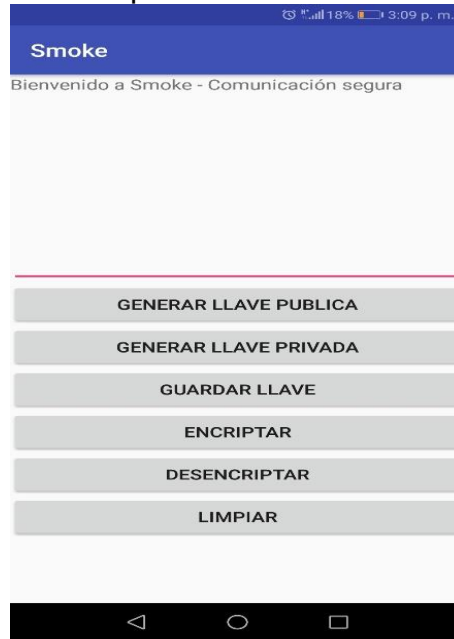 18% 3:09 p. m.
Smoke
Bienvenido a Smoke - Comunicación segura
GENERAR LLAVE PUBLICA
GENERAR LLAVE PRIVADA
GUARDAR LLAVE
ENCRIPTAR
DESENCRIPTAR
LIMPIAR